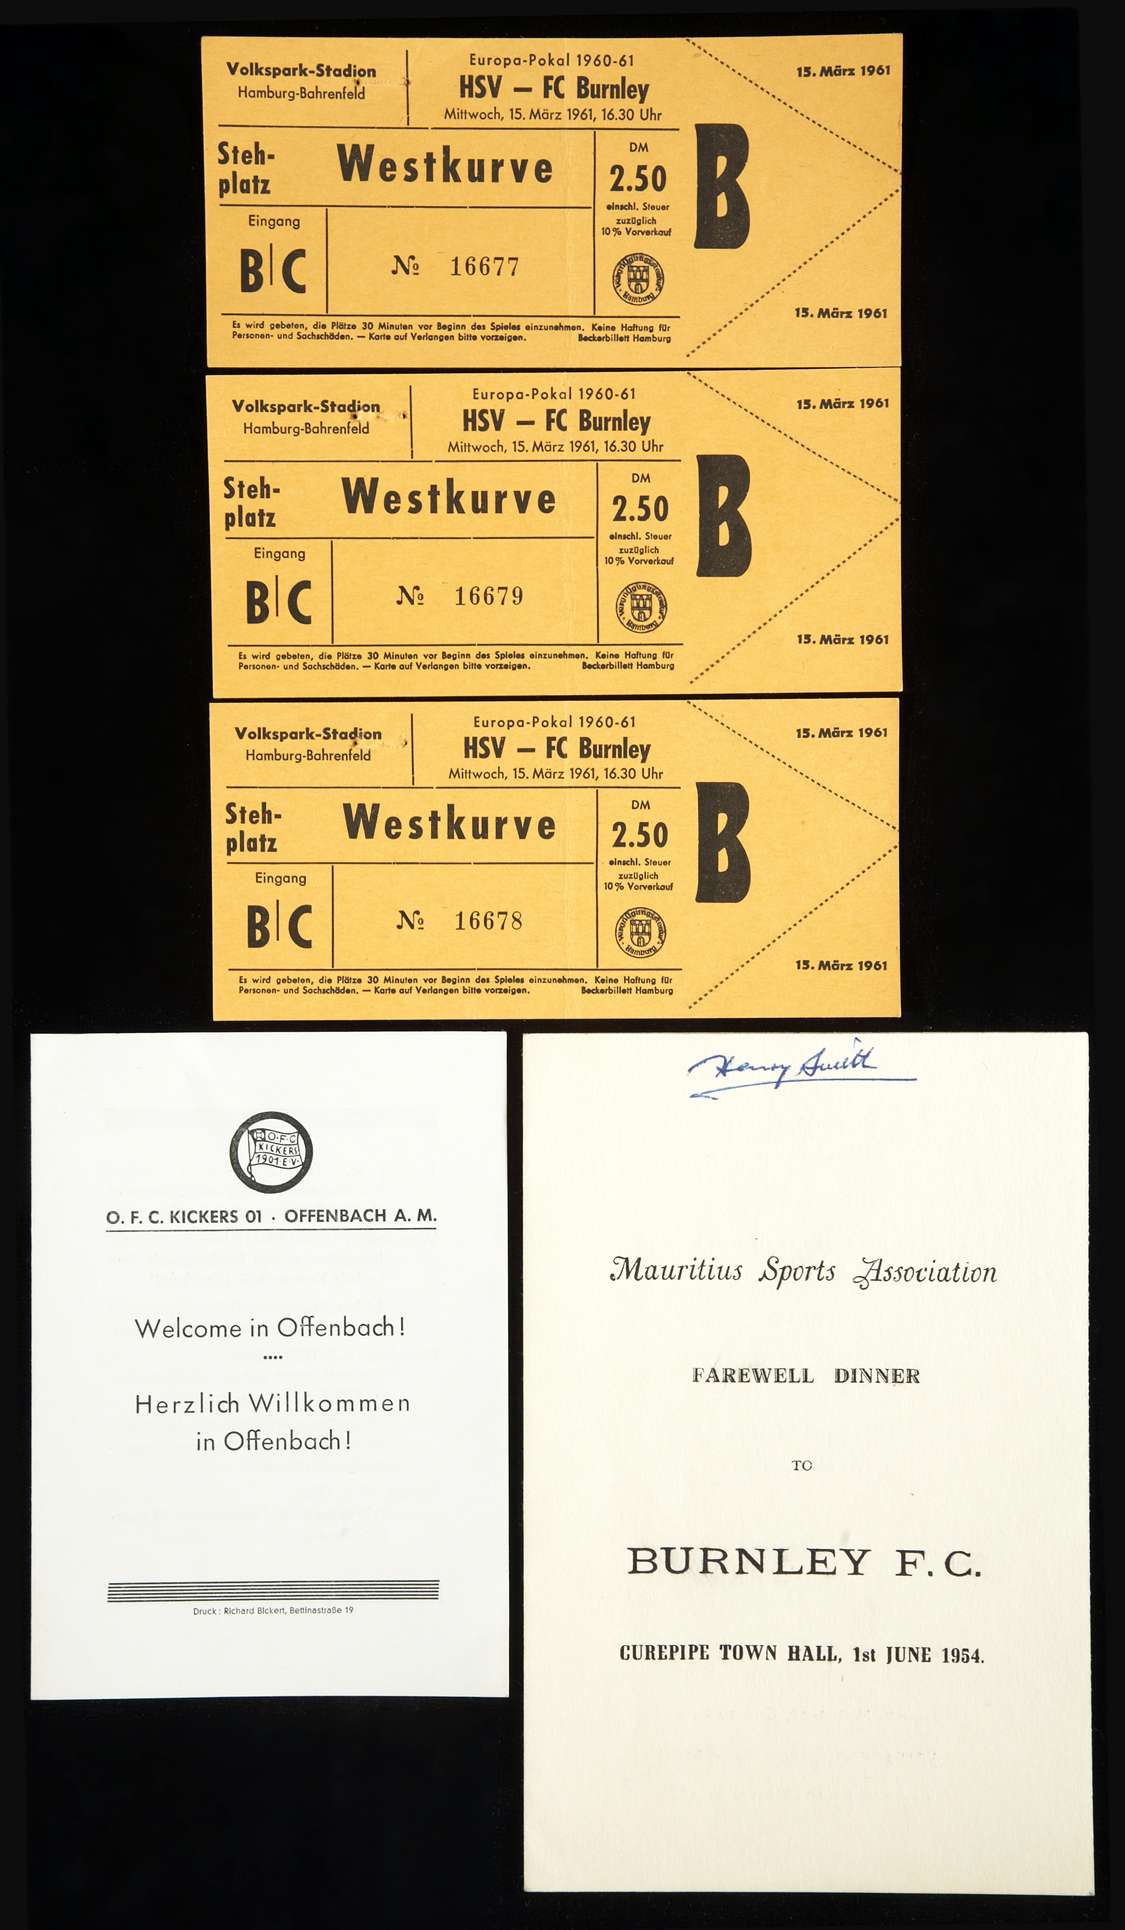 Volkspark-Stadion
Hamburg-Bahrenfeld
Europa-Pokal 1960-61
HSV — FC Burnley
Mittwoch, 15. März 1961, 16.30 Uhr
15. März 1961
Steh-
platz
Westkurve
DM
2.50
einschl. Steuer
zuzüglich
10% Vorverkauf
B
Eingang
B|C
№ 16677
Hamburg
15. März 1961
Es wird gebeten, die Plätze 30 Minuten vor Beginn des Spieles einzunehmen. Keine Haftung für
Personen- und Sachschäden. — Karte auf Verlangen bitte vorzeigen. Beckerbillett Hamburg
Volkspark-Stadion
Hamburg-Bahrenfeld
Europa-Pokal 1960-61
HSV — FC Burnley
Mittwoch, 15. März 1961, 16.30 Uhr
15. März 1961
Steh-
platz
Westkurve
DM
2.50
einschl. Steuer
zuzüglich
10% Vorverkauf
B
Eingang
B|C
№ 16679
Hamburg
15. März 1961
Es wird gebeten, die Plätze 30 Minuten vor Beginn des Spieles einzunehmen. Keine Haftung für
Personen- und Sachschäden. — Karte auf Verlangen bitte vorzeigen. Beckerbillett Hamburg
Volkspark-Stadion
Hamburg-Bahrenfeld
Europa-Pokal 1960-61
HSV — FC Burnley
Mittwoch, 15. März 1961, 16.30 Uhr
15. März 1961
Steh-
platz
Westkurve
DM
2.50
einschl. Steuer
zuzüglich
10% Vorverkauf
B
Eingang
B|C
№ 16678
Hamburg
15. März 1961
Es wird gebeten, die Plätze 30 Minuten vor Beginn des Spieles einzunehmen. Keine Haftung für
Personen- und Sachschäden. — Karte auf Verlangen bitte vorzeigen. Beckerbillett Hamburg
O.F.C
KICKERS
1901 E.V.
O. F. C. KICKERS 01 · OFFENBACH A. M.
Welcome in Offenbach!
Herzlich Willkommen
in Offenbach!
Druck: Richard Bickert, Bettinastraße 19
Henry Smith
Mauritius Sports Association
FAREWELL DINNER
TO
BURNLEY F. C.
CUREPIPE TOWN HALL, 1st JUNE 1954.